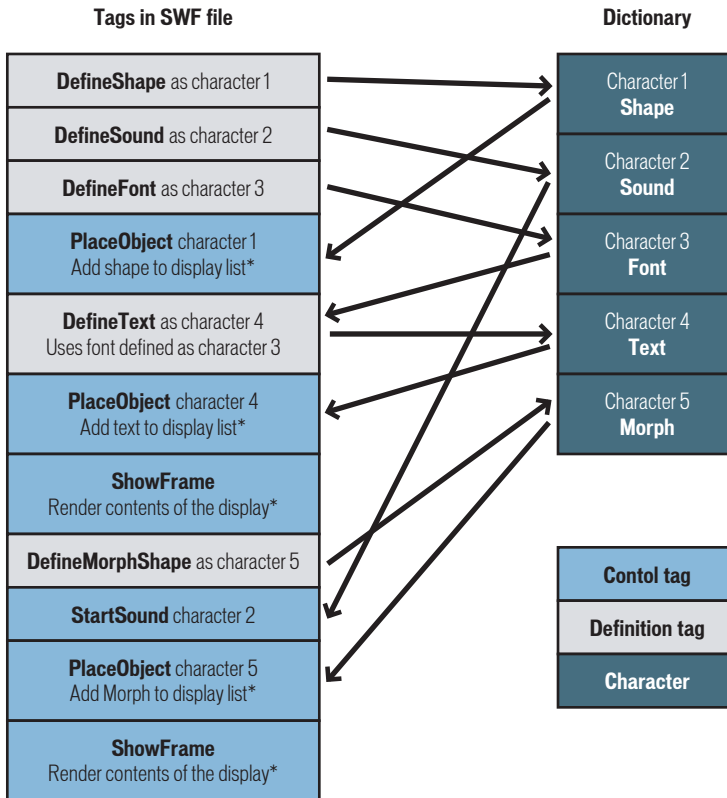 Tags in SWF file
DefineShape as character 1
DefineSound as character 2
DefineFont as character 3
PlaceObject character 1
Add shape to display list*
DefineText as character 4
Uses font defined as character 3
PlaceObject character 4
Add text to display list*
ShowFrame
Render contents of the display*
DefineMorphShape as character 5
StartSound character 2
PlaceObject character 5
Add Morph to display list*
ShowFrame
Render contents of the display*
Dictionary
Character 1
Shape
Character 2
Sound
Character 3
Font
Character 4
Text
Character 5
Morph
Contol tag
Definition tag
Character